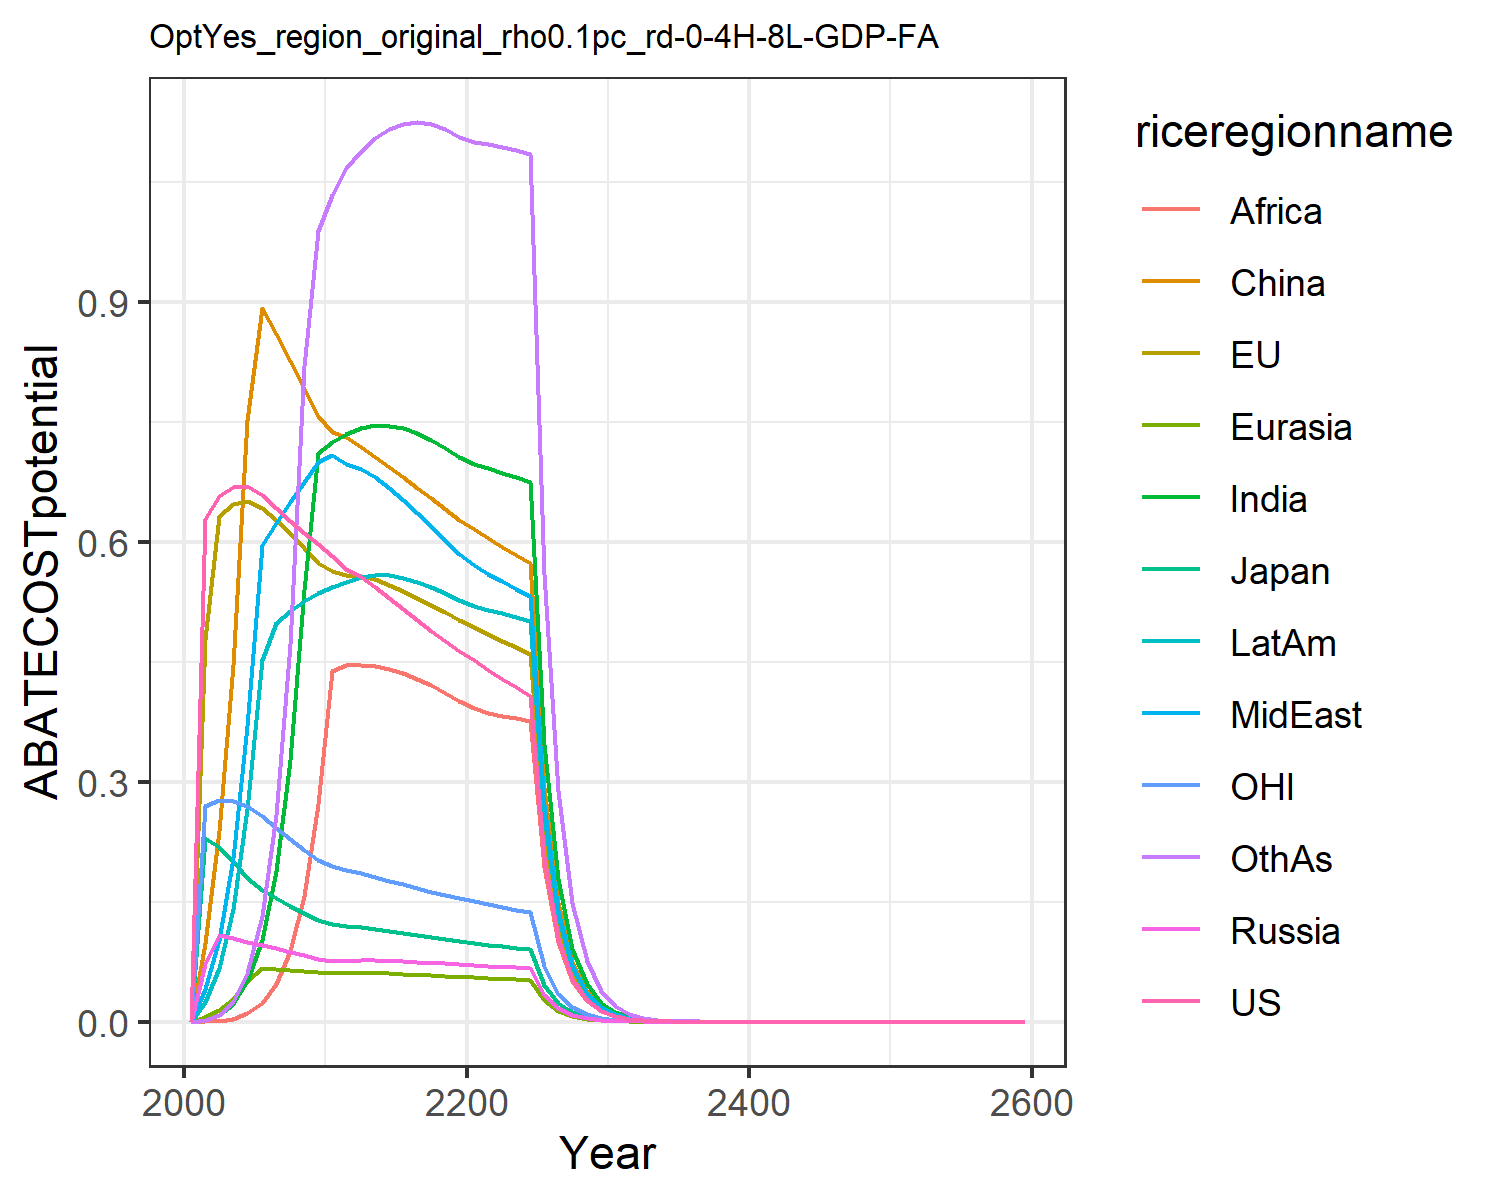 OptYes_region_original_rho0.1pc_rd-0-4H-8L-GDP-FA
ABATECOSTpotential
0.9
0.6
0.3
0.0
2000
2200
2400
2600
Year
riceregionname
Africa
China
EU
Eurasia
India
Japan
LatAm
MidEast
OHI
OthAs
Russia
US